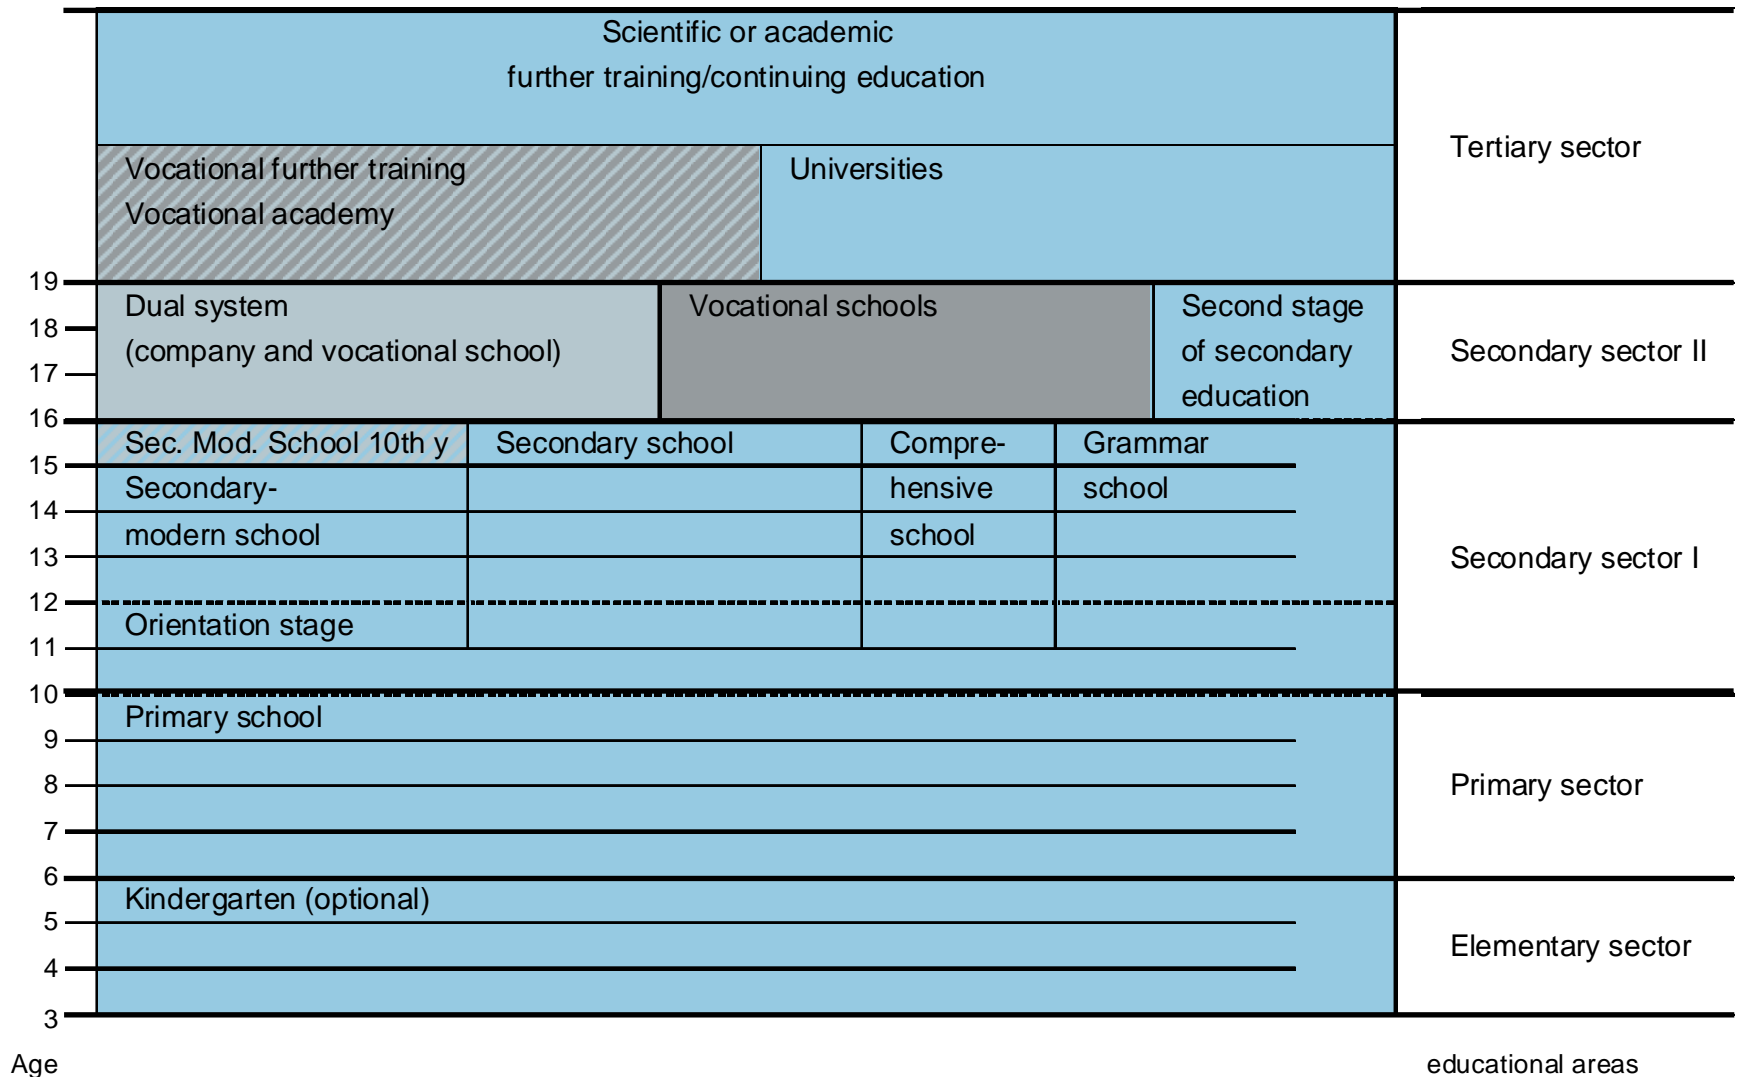 Scientific or academic
further training/continuing education
Tertiary sector
Vocational further training
Universities
Vocational academy
19
Dual system
Vocational schools
Second stage
18
(company and vocational school)
of secondary
Secondary sector II
17
education
16
Sec. Mod. School 10th y
Secondary school
Compre-
Grammar
15
Secondary-
hensive
school
14
modern school
school
13
Secondary sector I
12
Orientation stage
11
10
Primary school
9
8
Primary sector
7
6
Kindergarten (optional)
5
Elementary sector
4
3
Age
educational areas